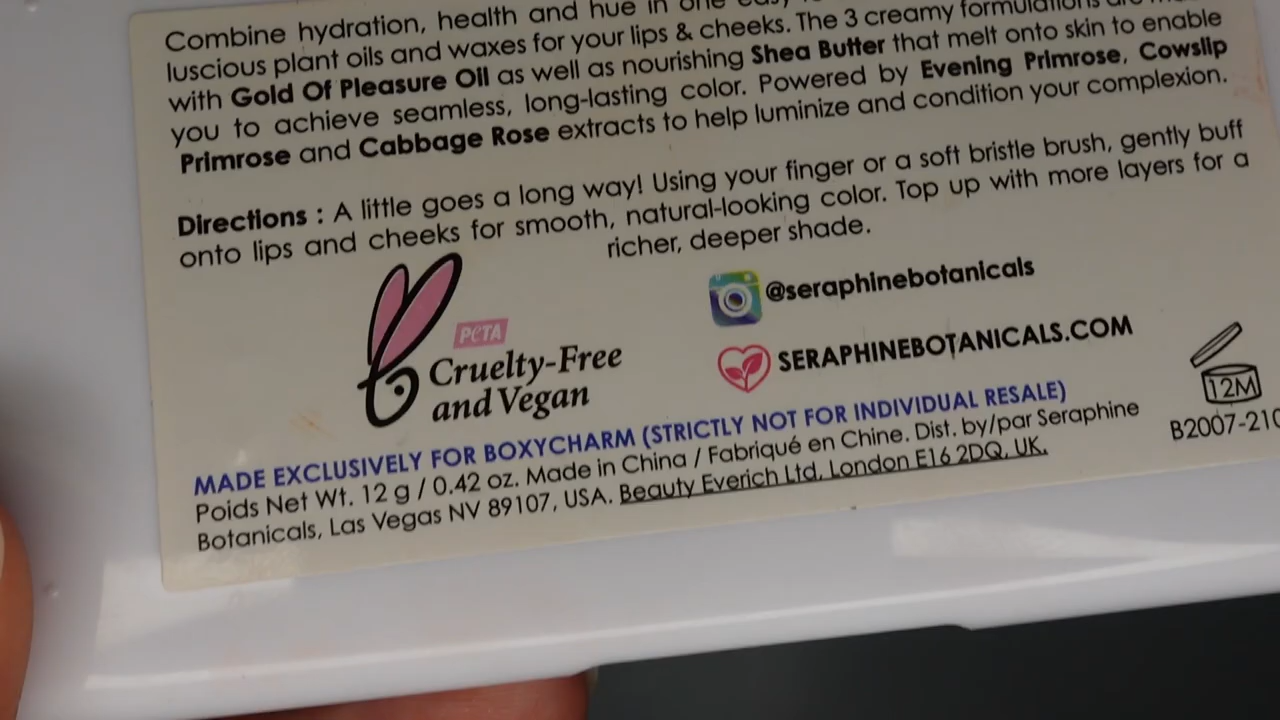 Combine hydration, health and hue in one
luscious plant oils and waxes for your lips & cheeks. The 3 creamy formulations are
with Gold Of Pleasure Oil as well as nourishing Shea Butter that melt onto skin to enable
you to achieve seamless, long-lasting color. Powered by Evening Primrose, Cowslip
Primrose and Cabbage Rose extracts to help luminize and condition your complexion.
Directions : A little goes a long way! Using your finger or a soft bristle brush, gently buff
onto lips and cheeks for smooth, natural-looking color. Top up with more layers for a
richer, deeper shade.
@seraphinebotanicals
PETA
Cruelty-Free
and Vegan
SERAPHINEBOTANICALS.COM
12M
B2007-210
MADE EXCLUSIVELY FOR BOXYCHARM (STRICTLY NOT FOR INDIVIDUAL RESALE)
Poids Net Wt. 12 g / 0.42 oz. Made in China / Fabriqué en Chine. Dist. by/par Seraphine
Botanicals, Las Vegas NV 89107, USA. Beauty Everich Ltd, London E16 2DQ, UK.